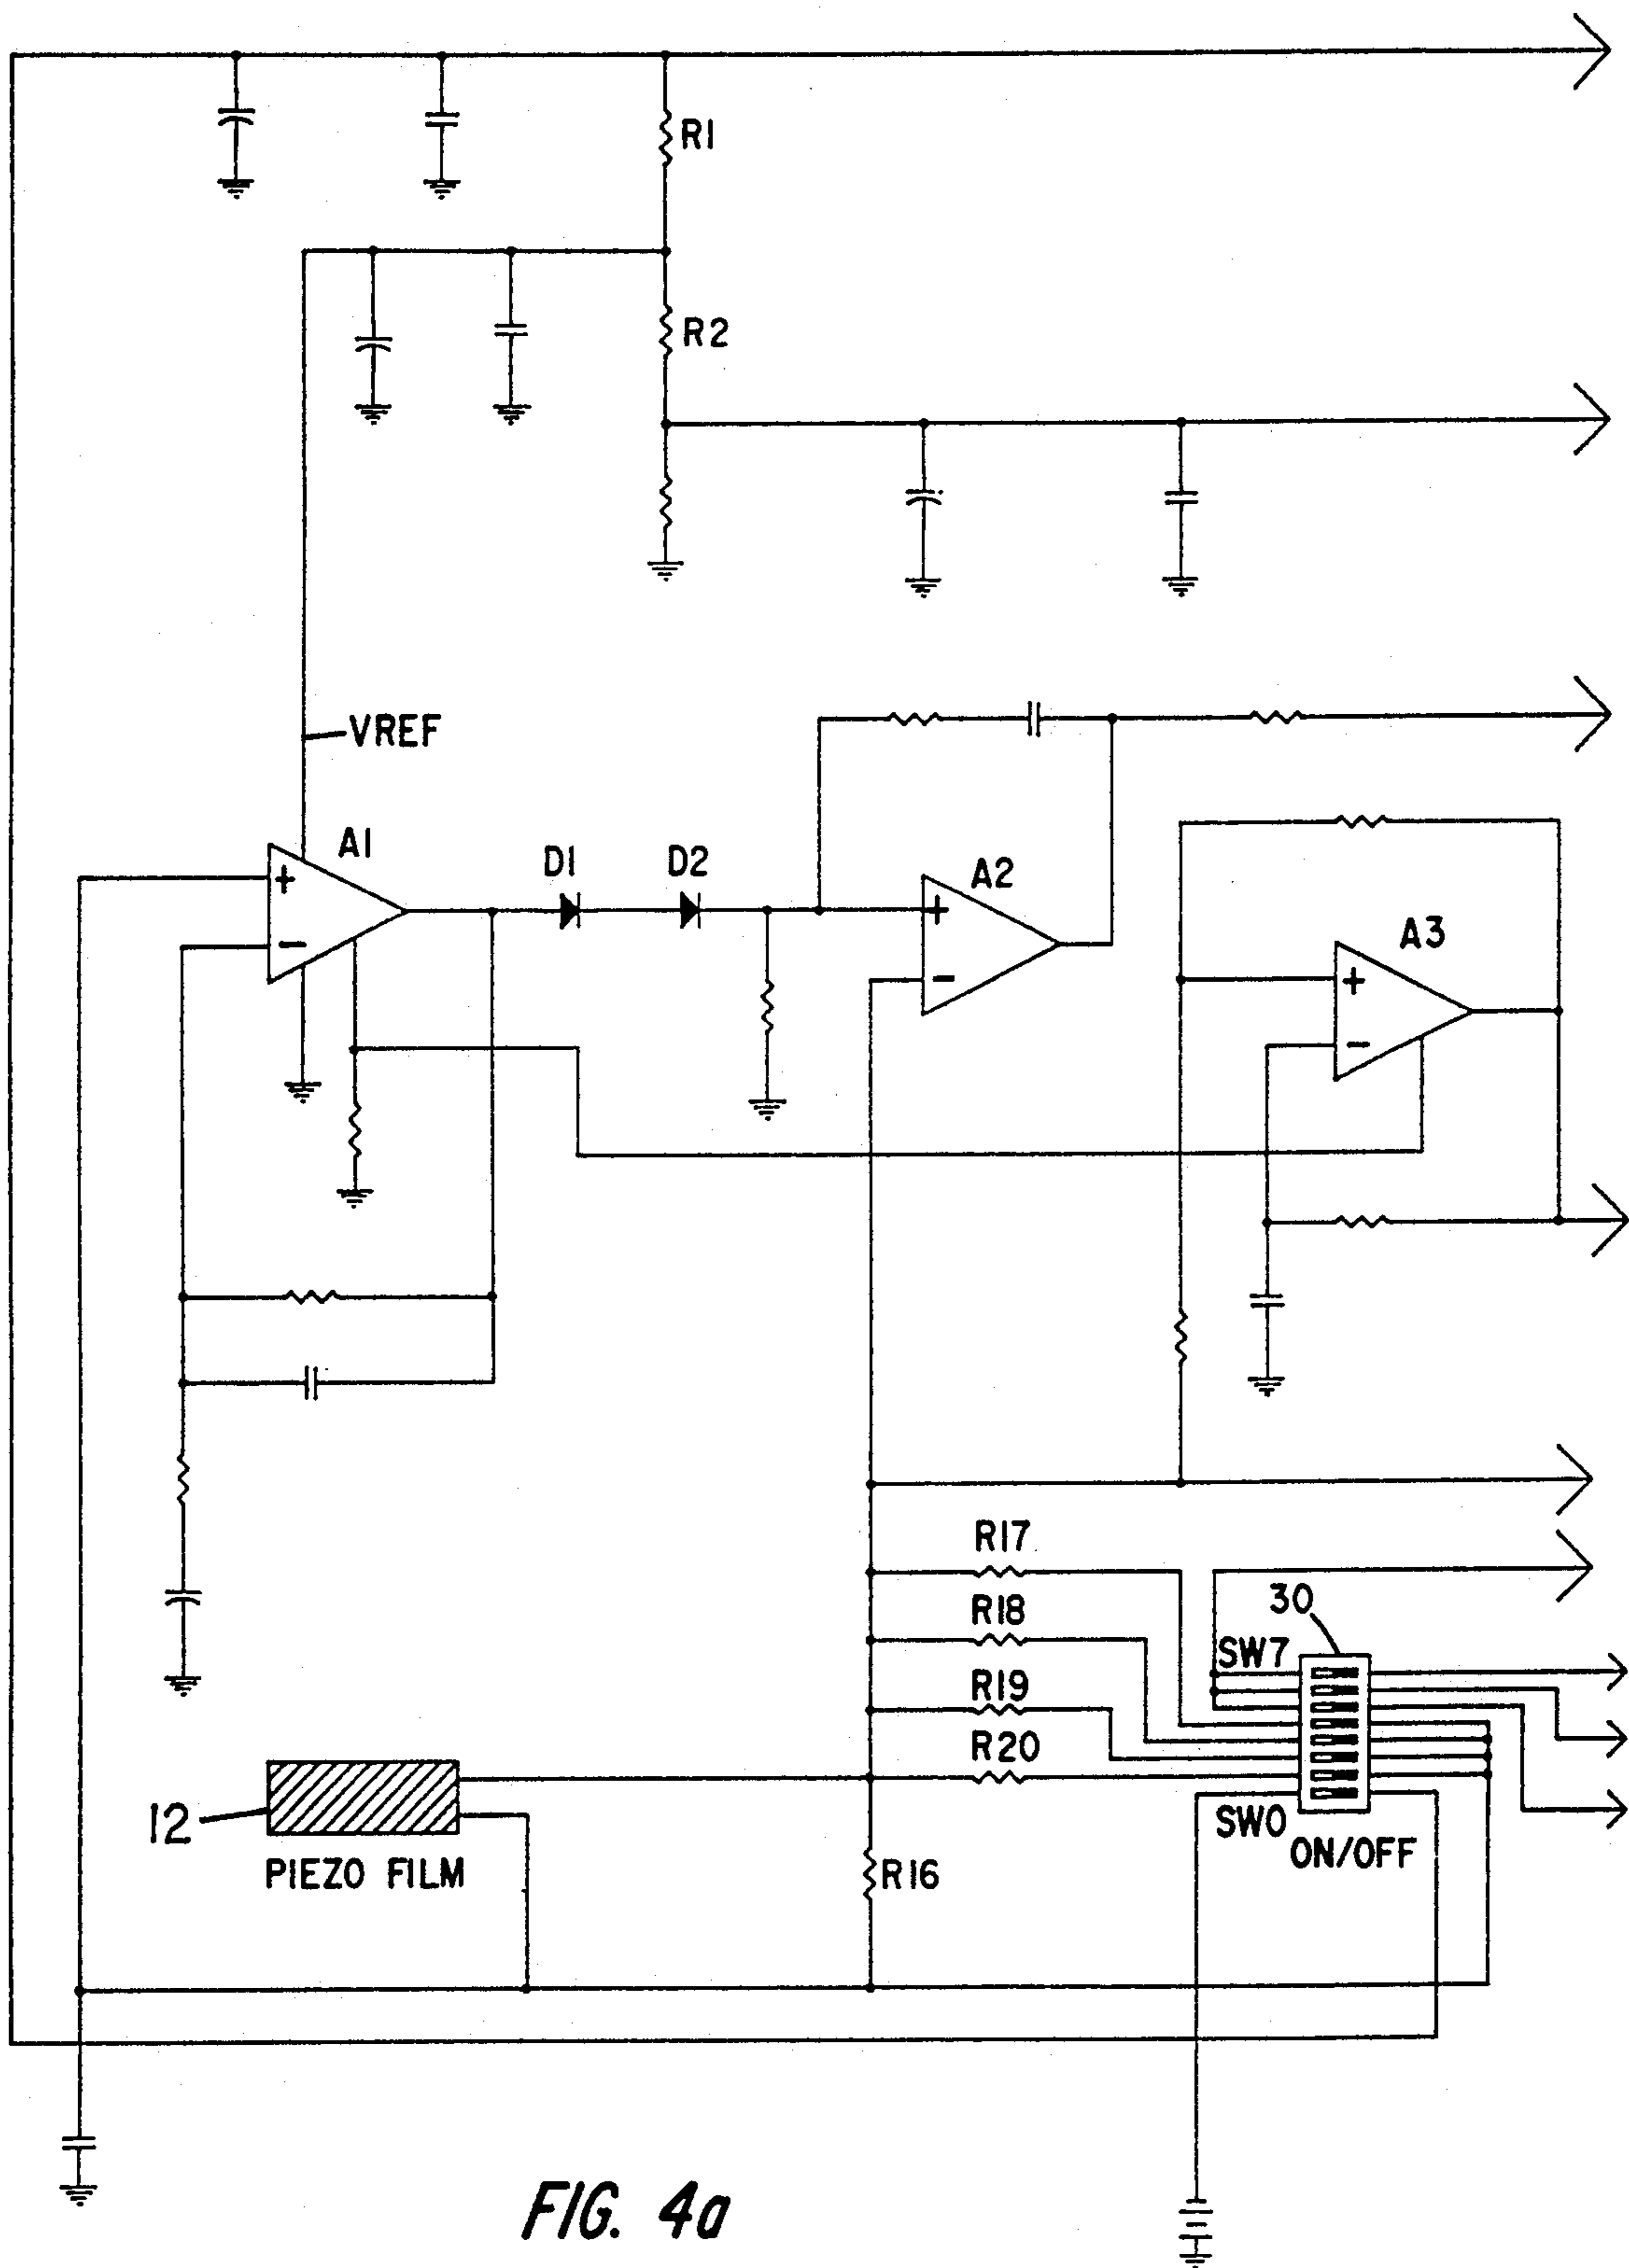 R1
R2
VREF
A1
D1
D2
A2
A3
+
-
+
-
+
-
R17
R18
30
SW7
R19
R20
12
SW0
ON/OFF
PIEZO FILM
R16
FIG. 4a